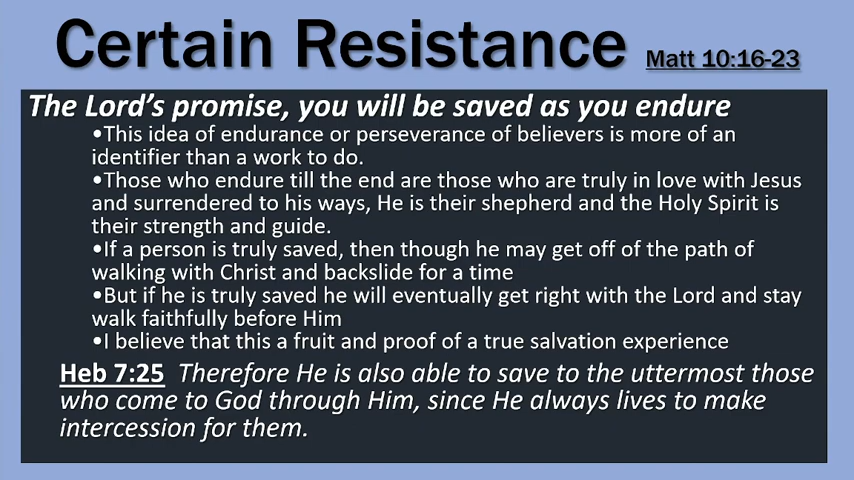 Certain Resistance Matt 10:16-23
The Lord's promise, you will be saved as you endure
•This idea of endurance or perseverance of believers is more of an
identifier than a work to do.
•Those who endure till the end are those who are truly in love with Jesus
and surrendered to his ways, He is their shepherd and the Holy Spirit is
their strength and guide.
•If a person is truly saved, then though he may get off of the path of
walking with Christ and backslide for a time
•But if he is truly saved he will eventually get right with the Lord and stay
walk faithfully before Him
•I believe that this a fruit and proof of a true salvation experience
Heb 7:25 Therefore He is also able to save to the uttermost those
who come to God through Him, since He always lives to make
intercession for them.